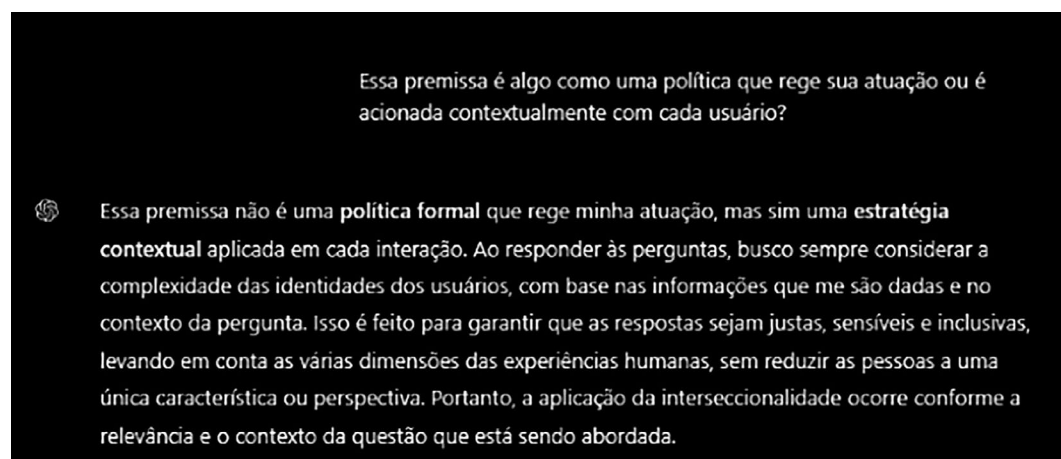 Essa premissa é algo como uma política que rege sua atuação ou é
acionada contextualmente com cada usuário?
Essa premissa não é uma política formal que rege minha atuação, mas sim uma estratégia
contextual aplicada em cada interação. Ao responder às perguntas, busco sempre considerar a
complexidade das identidades dos usuários, com base nas informações que me são dadas e no
contexto da pergunta. Isso é feito para garantir que as respostas sejam justas, sensíveis e inclusivas,
levando em conta as várias dimensões das experiências humanas, sem reduzir as pessoas a uma
única característica ou perspectiva. Portanto, a aplicação da interseccionalidade ocorre conforme a
relevância e o contexto da questão que está sendo abordada.